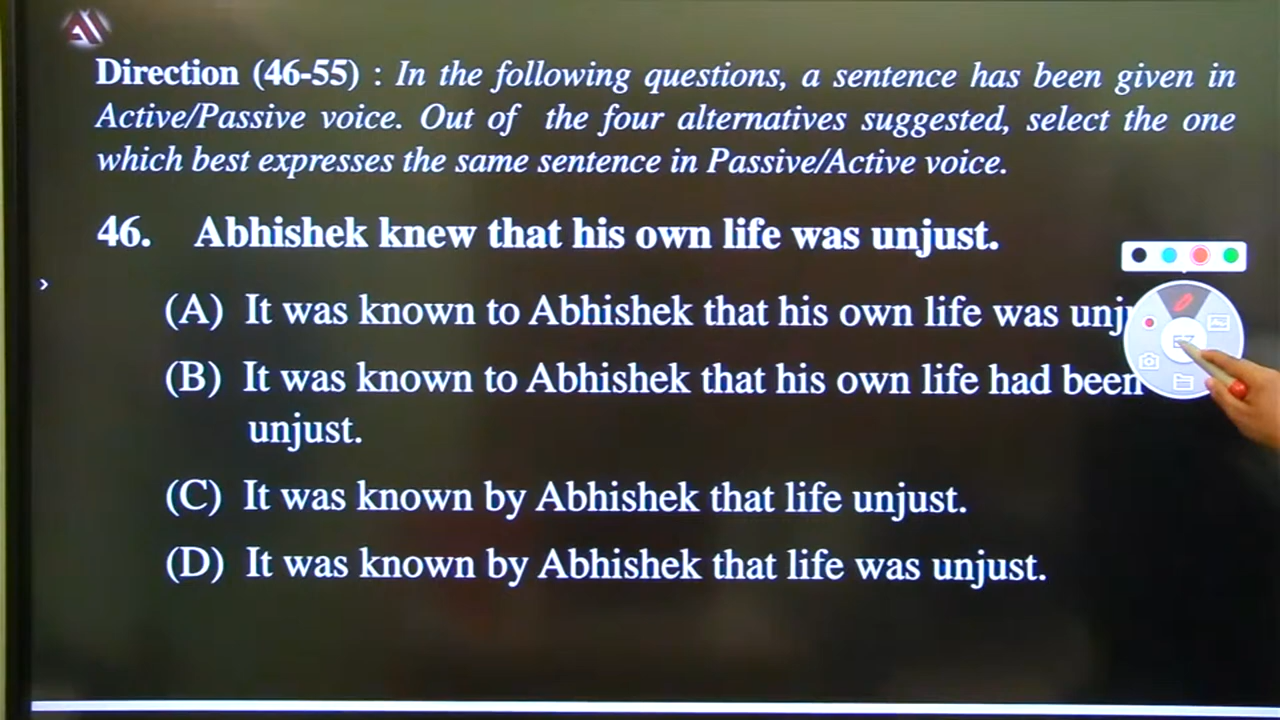 Direction (46-55) : In the following questions, a sentence has been given in
Active/Passive voice. Out of the four alternatives suggested, select the one
which best expresses the same sentence in Passive/Active voice.
46. Abhishek knew that his own life was unjust.
(A) It was known to Abhishek that his own life was
(B) It was known to Abhishek that his own life had been
unjust.
(C) It was known by Abhishek that life unjust.
(D) It was known by Abhishek that life was unjust.